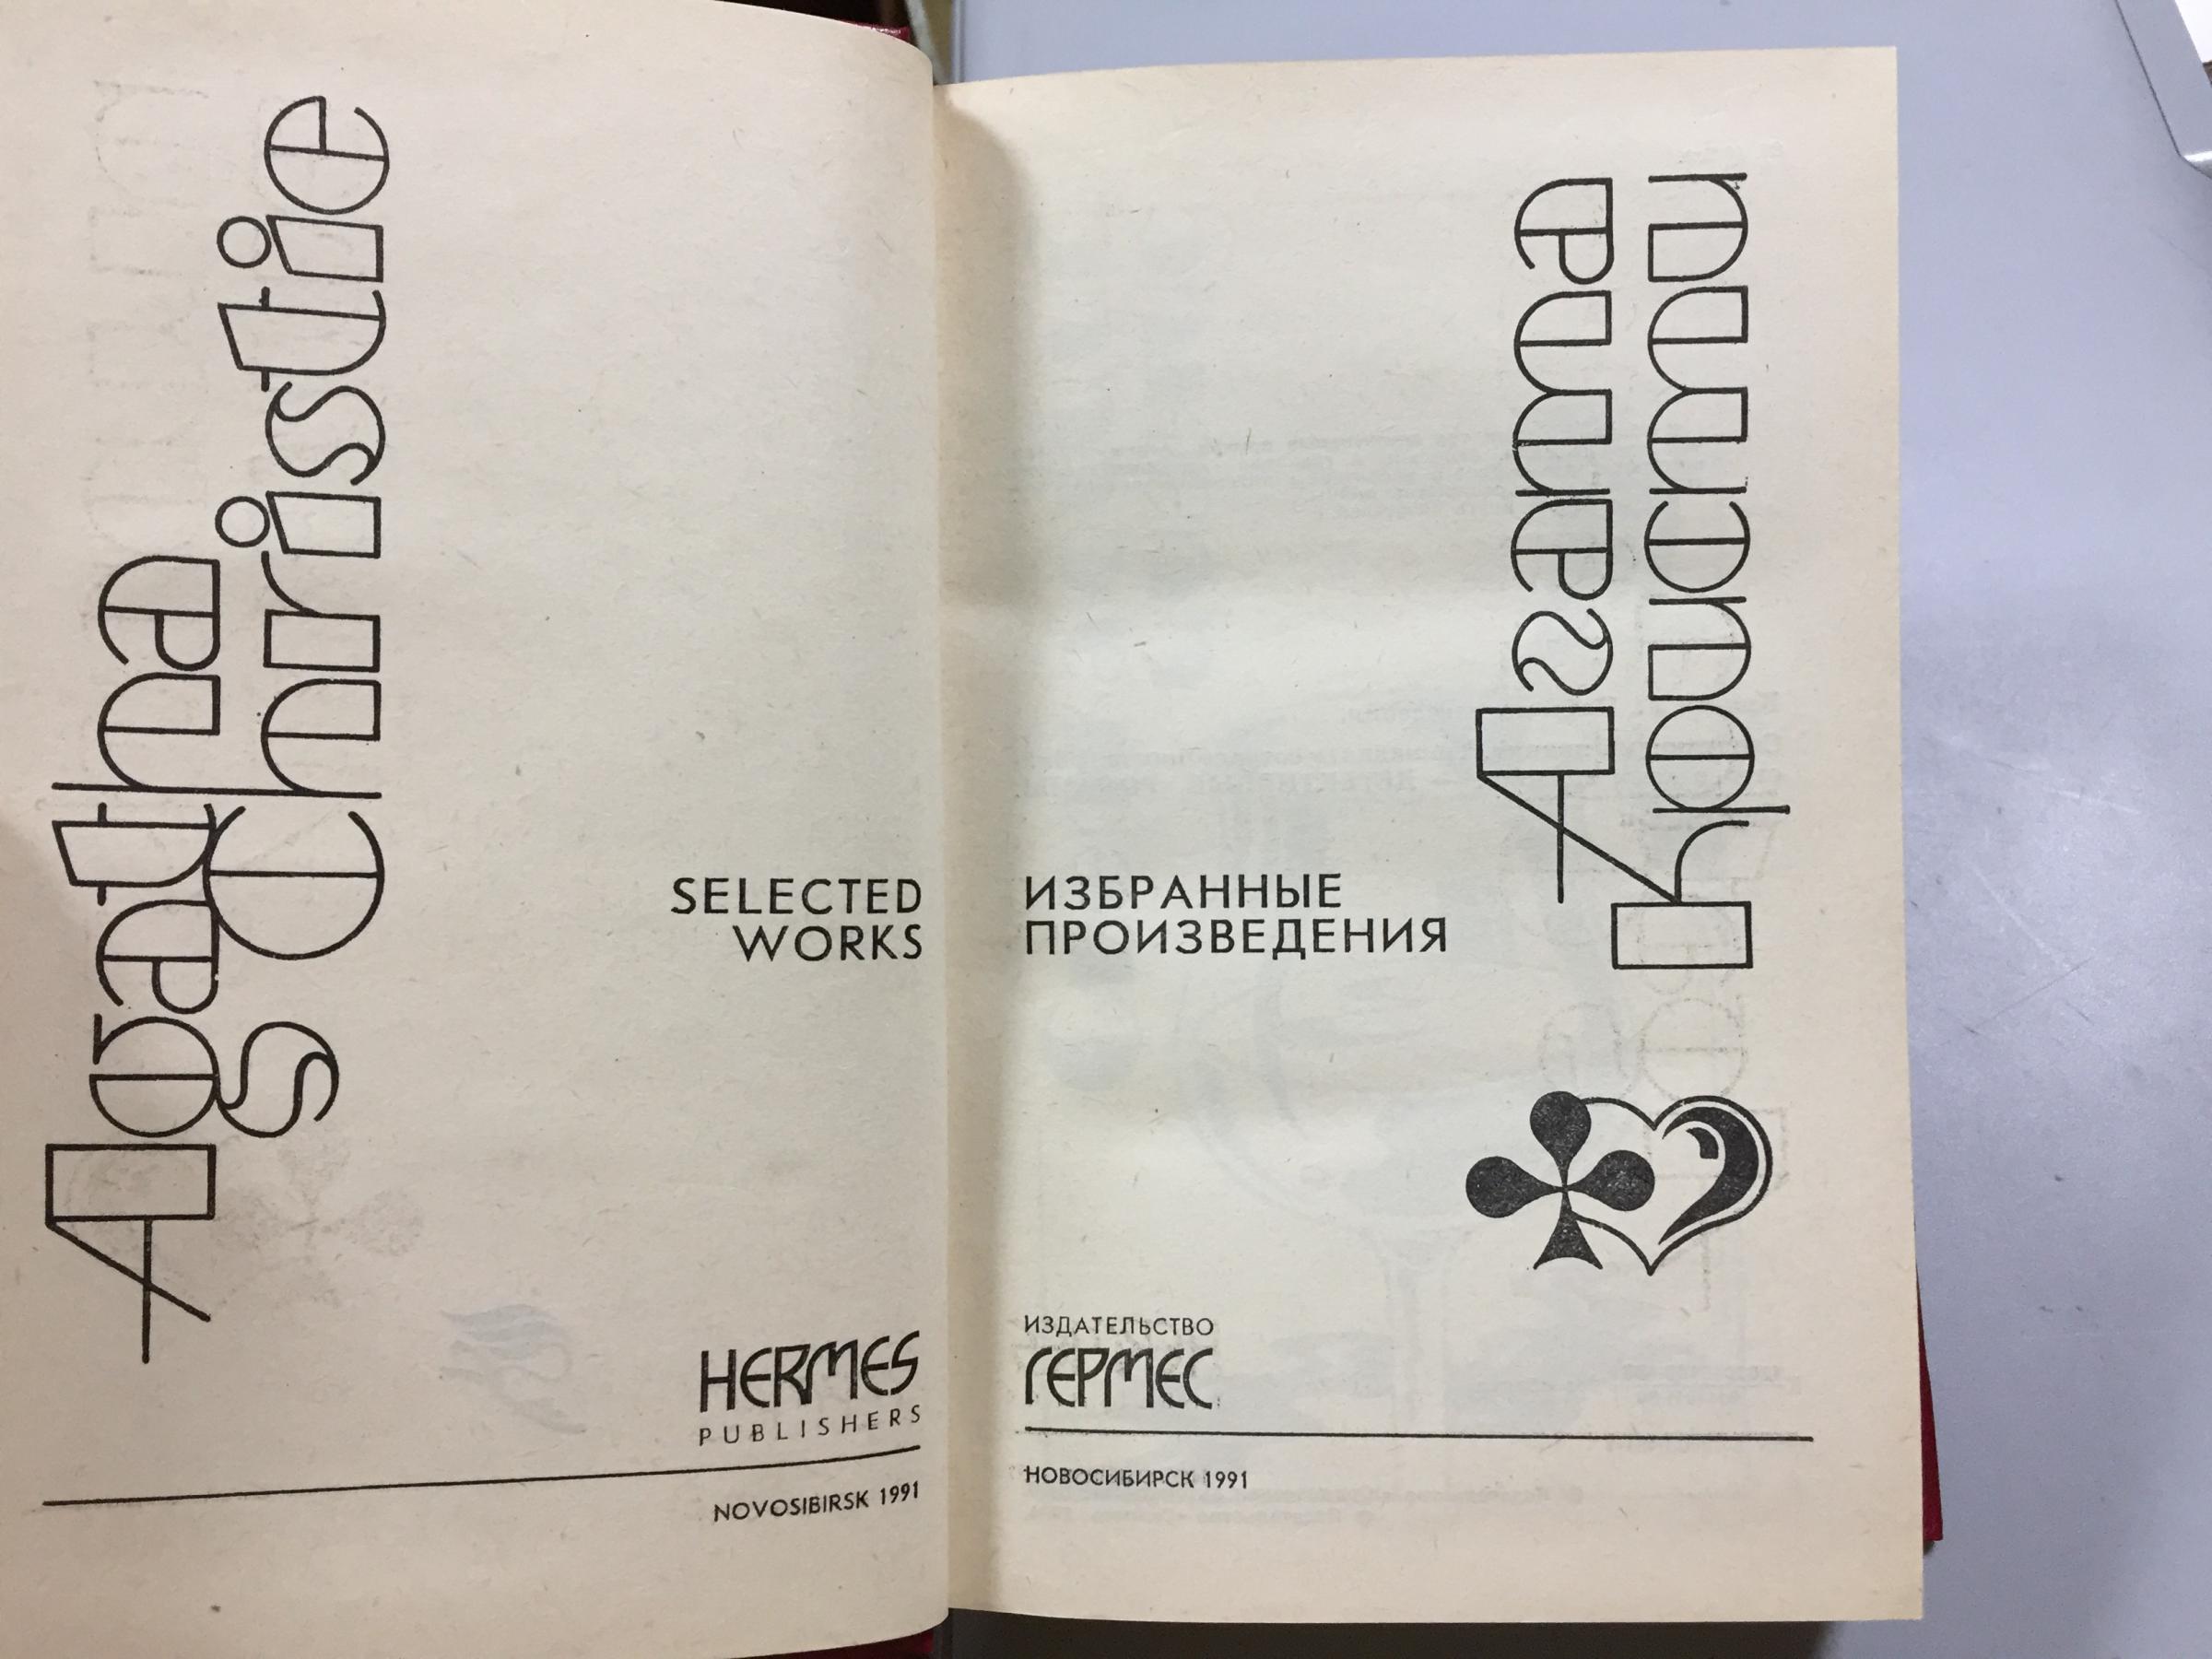 Agatha
Christie
s
SELECTED
WORKS
HERMES
PUBLISHERS
NOVOSIBIRSK 1991
Агата
Кристи
ИЗБРАННЫЕ
ПРОИЗВЕДЕНИЯ
ИЗДАТЕЛЬСТВО
ГЕРМЕС
НОВОСИБИРСК 1991